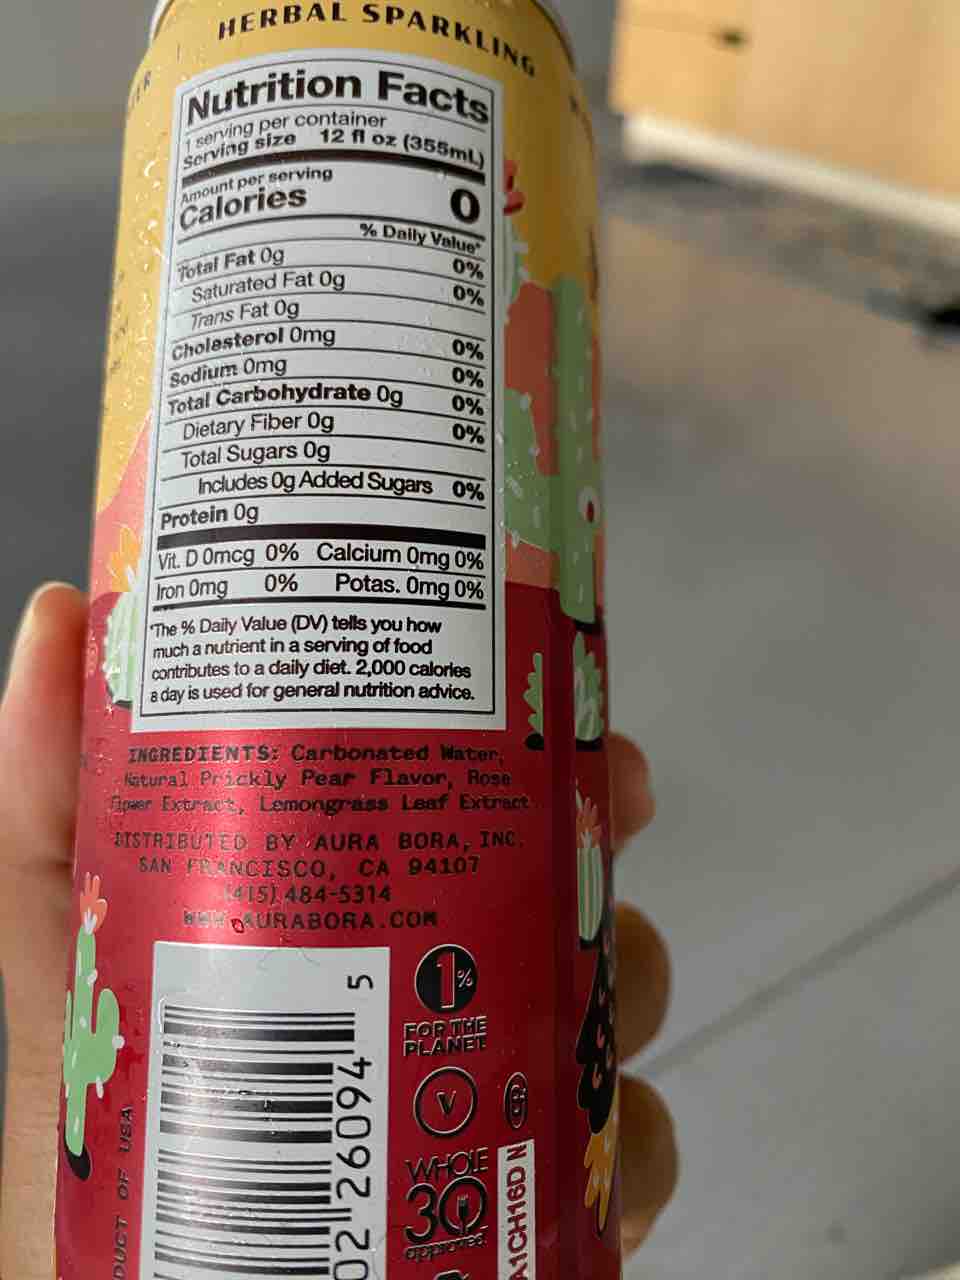 HERBAL SPARKLING
Nutrition Facts
1 serving per container
Serving size 12 fl oz (355mL)
Amount per serving
Calories 0
% Daily Value*
Total Fat 0g 0%
Saturated Fat 0g 0%
Trans Fat 0g
Cholesterol 0mg 0%
Sodium 0mg 0%
Total Carbohydrate 0g 0%
Dietary Fiber 0g 0%
Total Sugars 0g
Includes 0g Added Sugars 0%
Protein 0g
Vit. D 0mcg 0% Calcium 0mg 0%
Iron 0mg 0% Potas. 0mg 0%
*The % Daily Value (DV) tells you how
much a nutrient in a serving of food
contributes to a daily diet. 2,000 calories
a day is used for general nutrition advice.
INGREDIENTS: Carbonated Water,
Natural Prickly Pear Flavor, Rose
Flower Extract, Lemongrass Leaf Extract
DISTRIBUTED BY AURA BORA, INC.
SAN FRANCISCO, CA 94107
(415) 484-5314
WWW.AURABORA.COM
1%
FOR THE
PLANET
V
WHOLE
30
approved
OF USA
02 26094 5
A1CH16D N